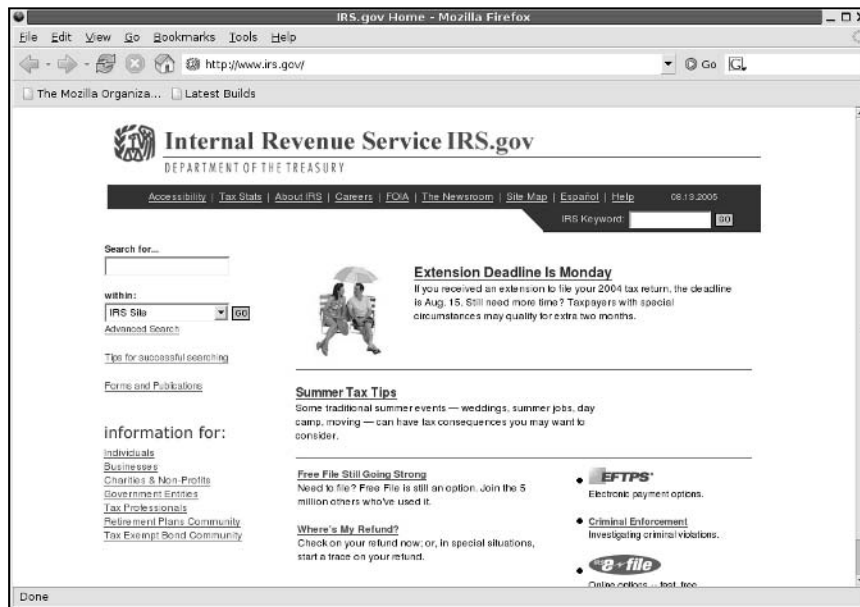 IRS.gov Home - Mozilla Firefox
File Edit View Go Bookmarks Tools Help
http://www.irs.gov/
Go
G
The Mozilla Organiza... Latest Builds
Internal Revenue Service IRS.gov
DEPARTMENT OF THE TREASURY
Accessibility | Tax Stats | About IRS | Careers | FOIA | The Newsroom | Site Map | Español | Help 08.13.2005
IRS Keyword: GO
Search for...
within:
IRS Site GO
Advanced Search
Tips for successful searching
Forms and Publications
information for:
Individuals
Businesses
Charities & Non-Profits
Government Entities
Tax Professionals
Retirement Plans Community
Tax Exempt Bond Community
Extension Deadline Is Monday
If you received an extension to file your 2004 tax return, the deadline
is Aug. 15. Still need more time? Taxpayers with special
circumstances may qualify for extra two months.
Summer Tax Tips
Some traditional summer events — weddings, summer jobs, day
camp, moving — can have tax consequences you may want to
consider.
Free File Still Going Strong
Need to file? Free File is still an option. Join the 5
million others who've used it.
Where's My Refund?
Check on your refund now; or, in special situations,
start a trace on your refund.
EFTPS
Electronic payment options.
Criminal Enforcement
Investigating criminal violations.
e-file
Online options -- fast, free
Done